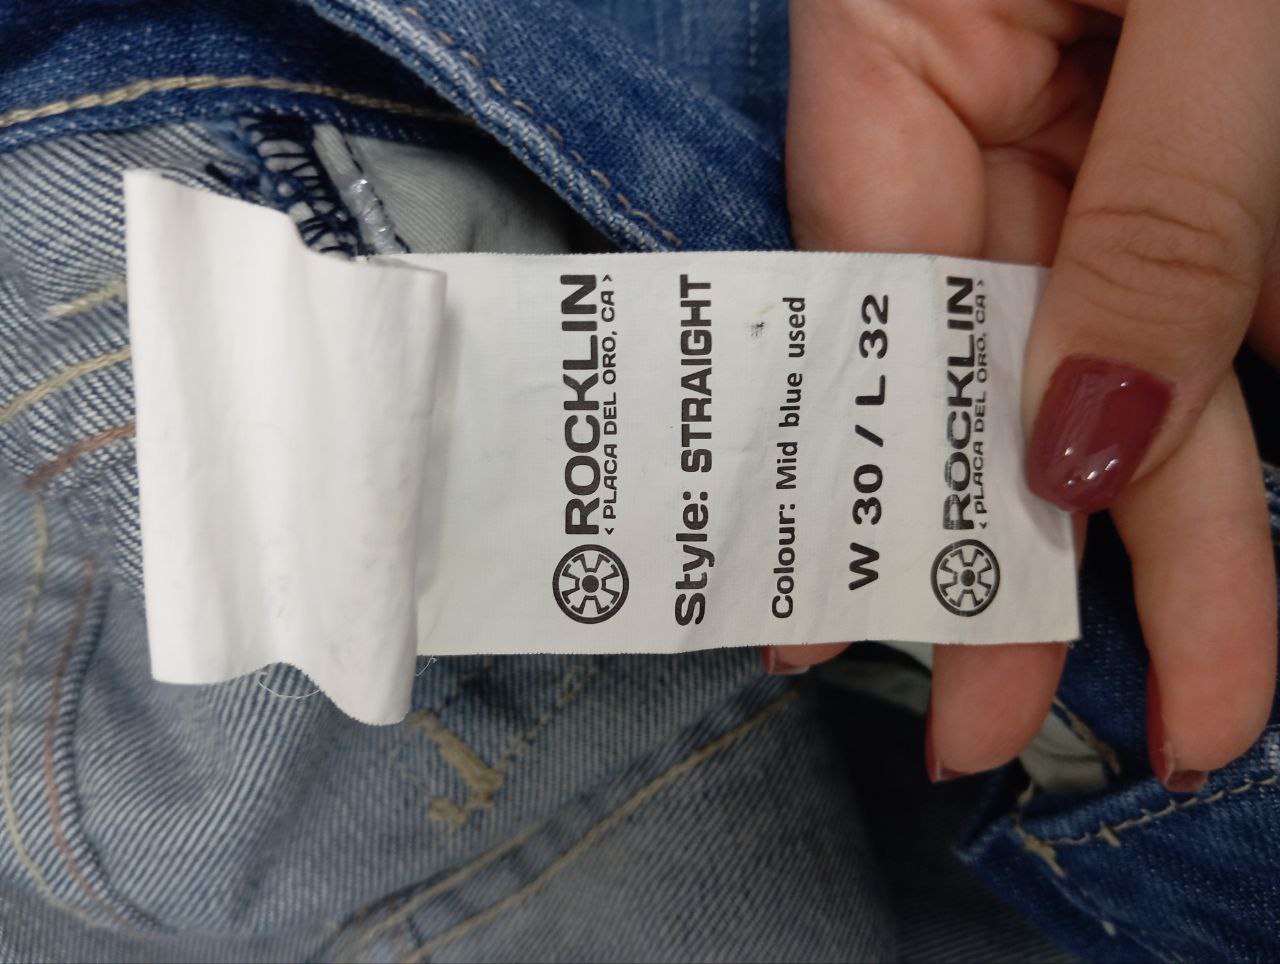 ROCKLIN
< PLACA DEL ORO, CA >
Style: STRAIGHT
Colour: Mid blue used
W 30 / L 32
ROCKLIN
< PLACA DEL ORO, CA >